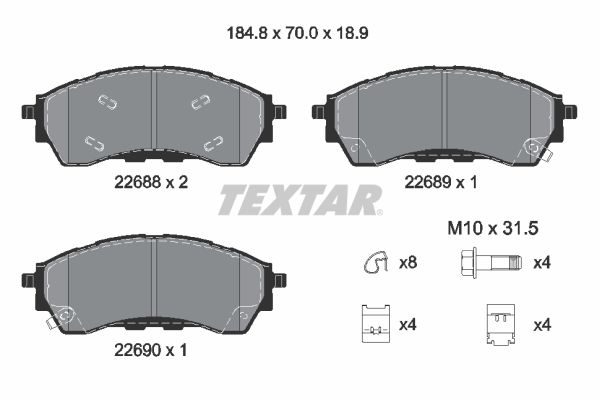 184.8 x 70.0 x 18.9
22688 x 2
22689 x 1
TEXTAR®
M10 x 31.5
x8
x4
22690 x 1
x4
x4